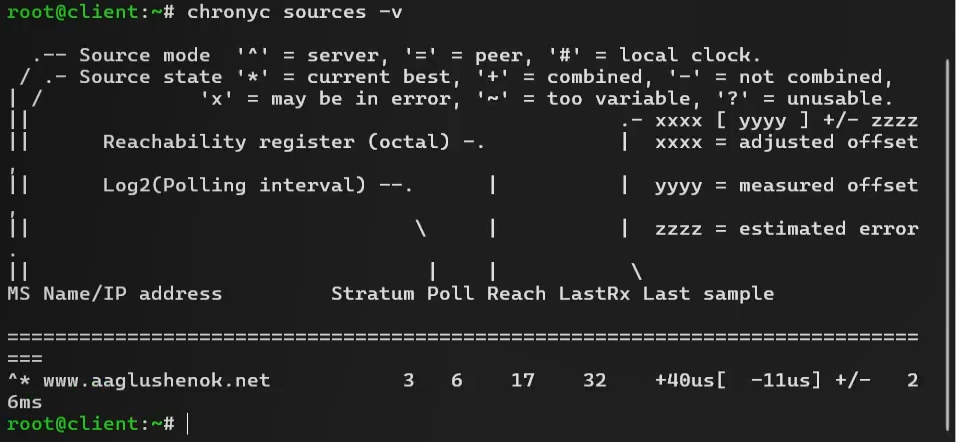 root@client:~# chronyc sources -v

  .-- Source mode  '^' = server, '=' = peer, '#' = local clock.
 / .- Source state '*' = current best, '+' = combined, '-' = not combined,
| /             'x' = may be in error, '~' = too variable, '?' = unusable.
||                                                 .- xxxx [ yyyy ] +/- zzzz
||      Reachability register (octal) -.           |  xxxx = adjusted offset
,
||      Log2(Polling interval) --.      |          |  yyyy = measured offset
,
||                                \     |          |  zzzz = estimated error
.
||                                 |    |           \
MS Name/IP address         Stratum Poll Reach LastRx Last sample

============================================================================
===
^* www.aaglushenok.net           3   6    17    32    +40us[  -11us] +/-   2
6ms
root@client:~#